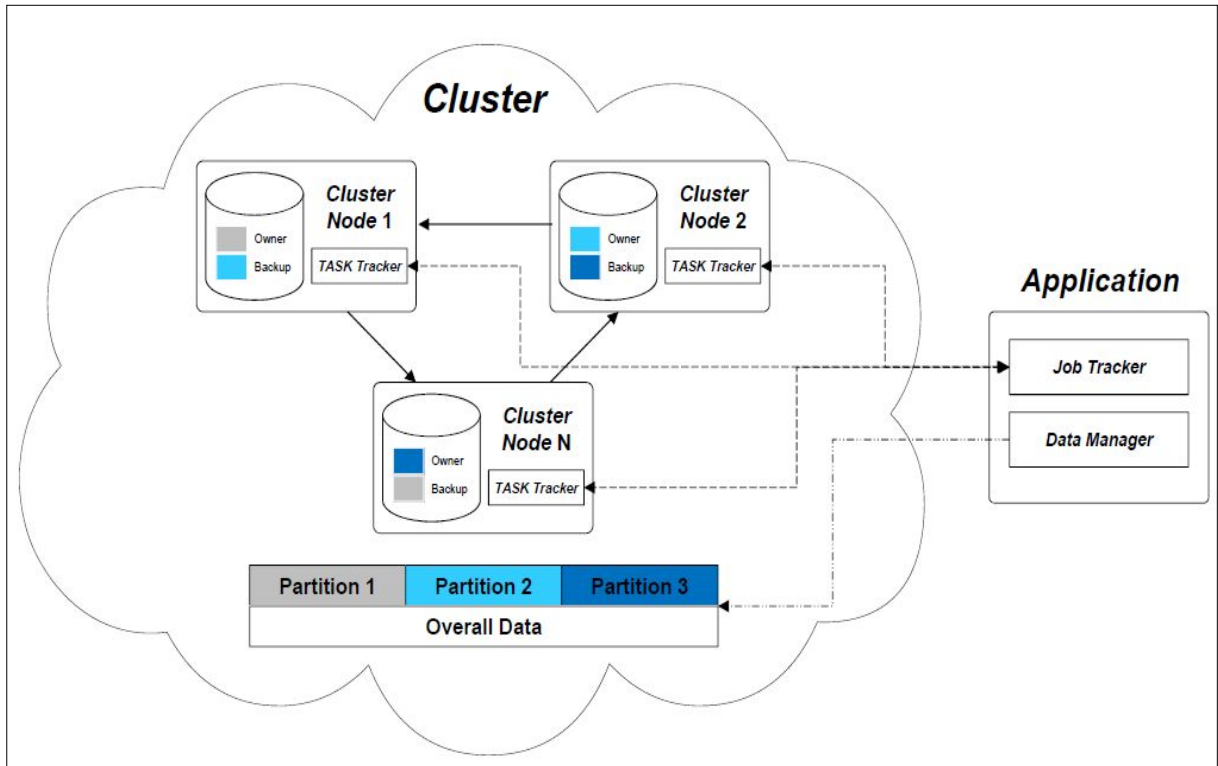 Cluster
Cluster
Node 1
Owner
Backup
TASK Tracker
Cluster
Node 2
Owner
Backup
TASK Tracker
Cluster
Node N
Owner
Backup
TASK Tracker
Partition 1
Partition 2
Partition 3
Overall Data
Application
Job Tracker
Data Manager